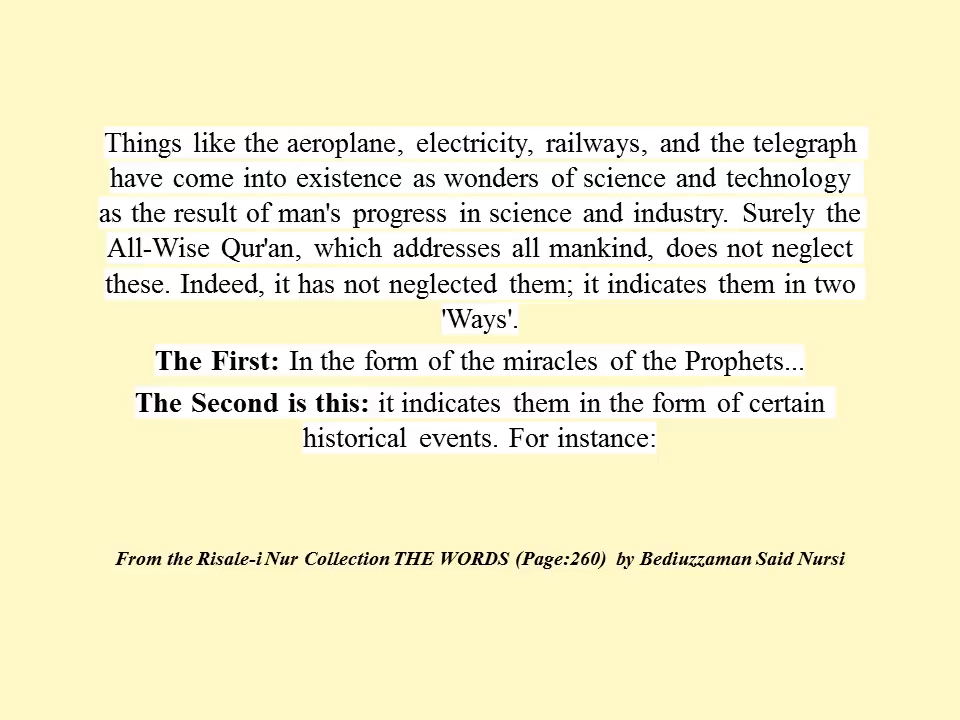 Things like the aeroplane, electricity, railways, and the telegraph
have come into existence as wonders of science and technology
as the result of man's progress in science and industry. Surely the
All-Wise Qur'an, which addresses all mankind, does not neglect
these. Indeed, it has not neglected them; it indicates them in two
'Ways'.
The First: In the form of the miracles of the Prophets...
The Second is this: it indicates them in the form of certain
historical events. For instance:
From the Risale-i Nur Collection THE WORDS (Page:260) by Bediuzzaman Said Nursi